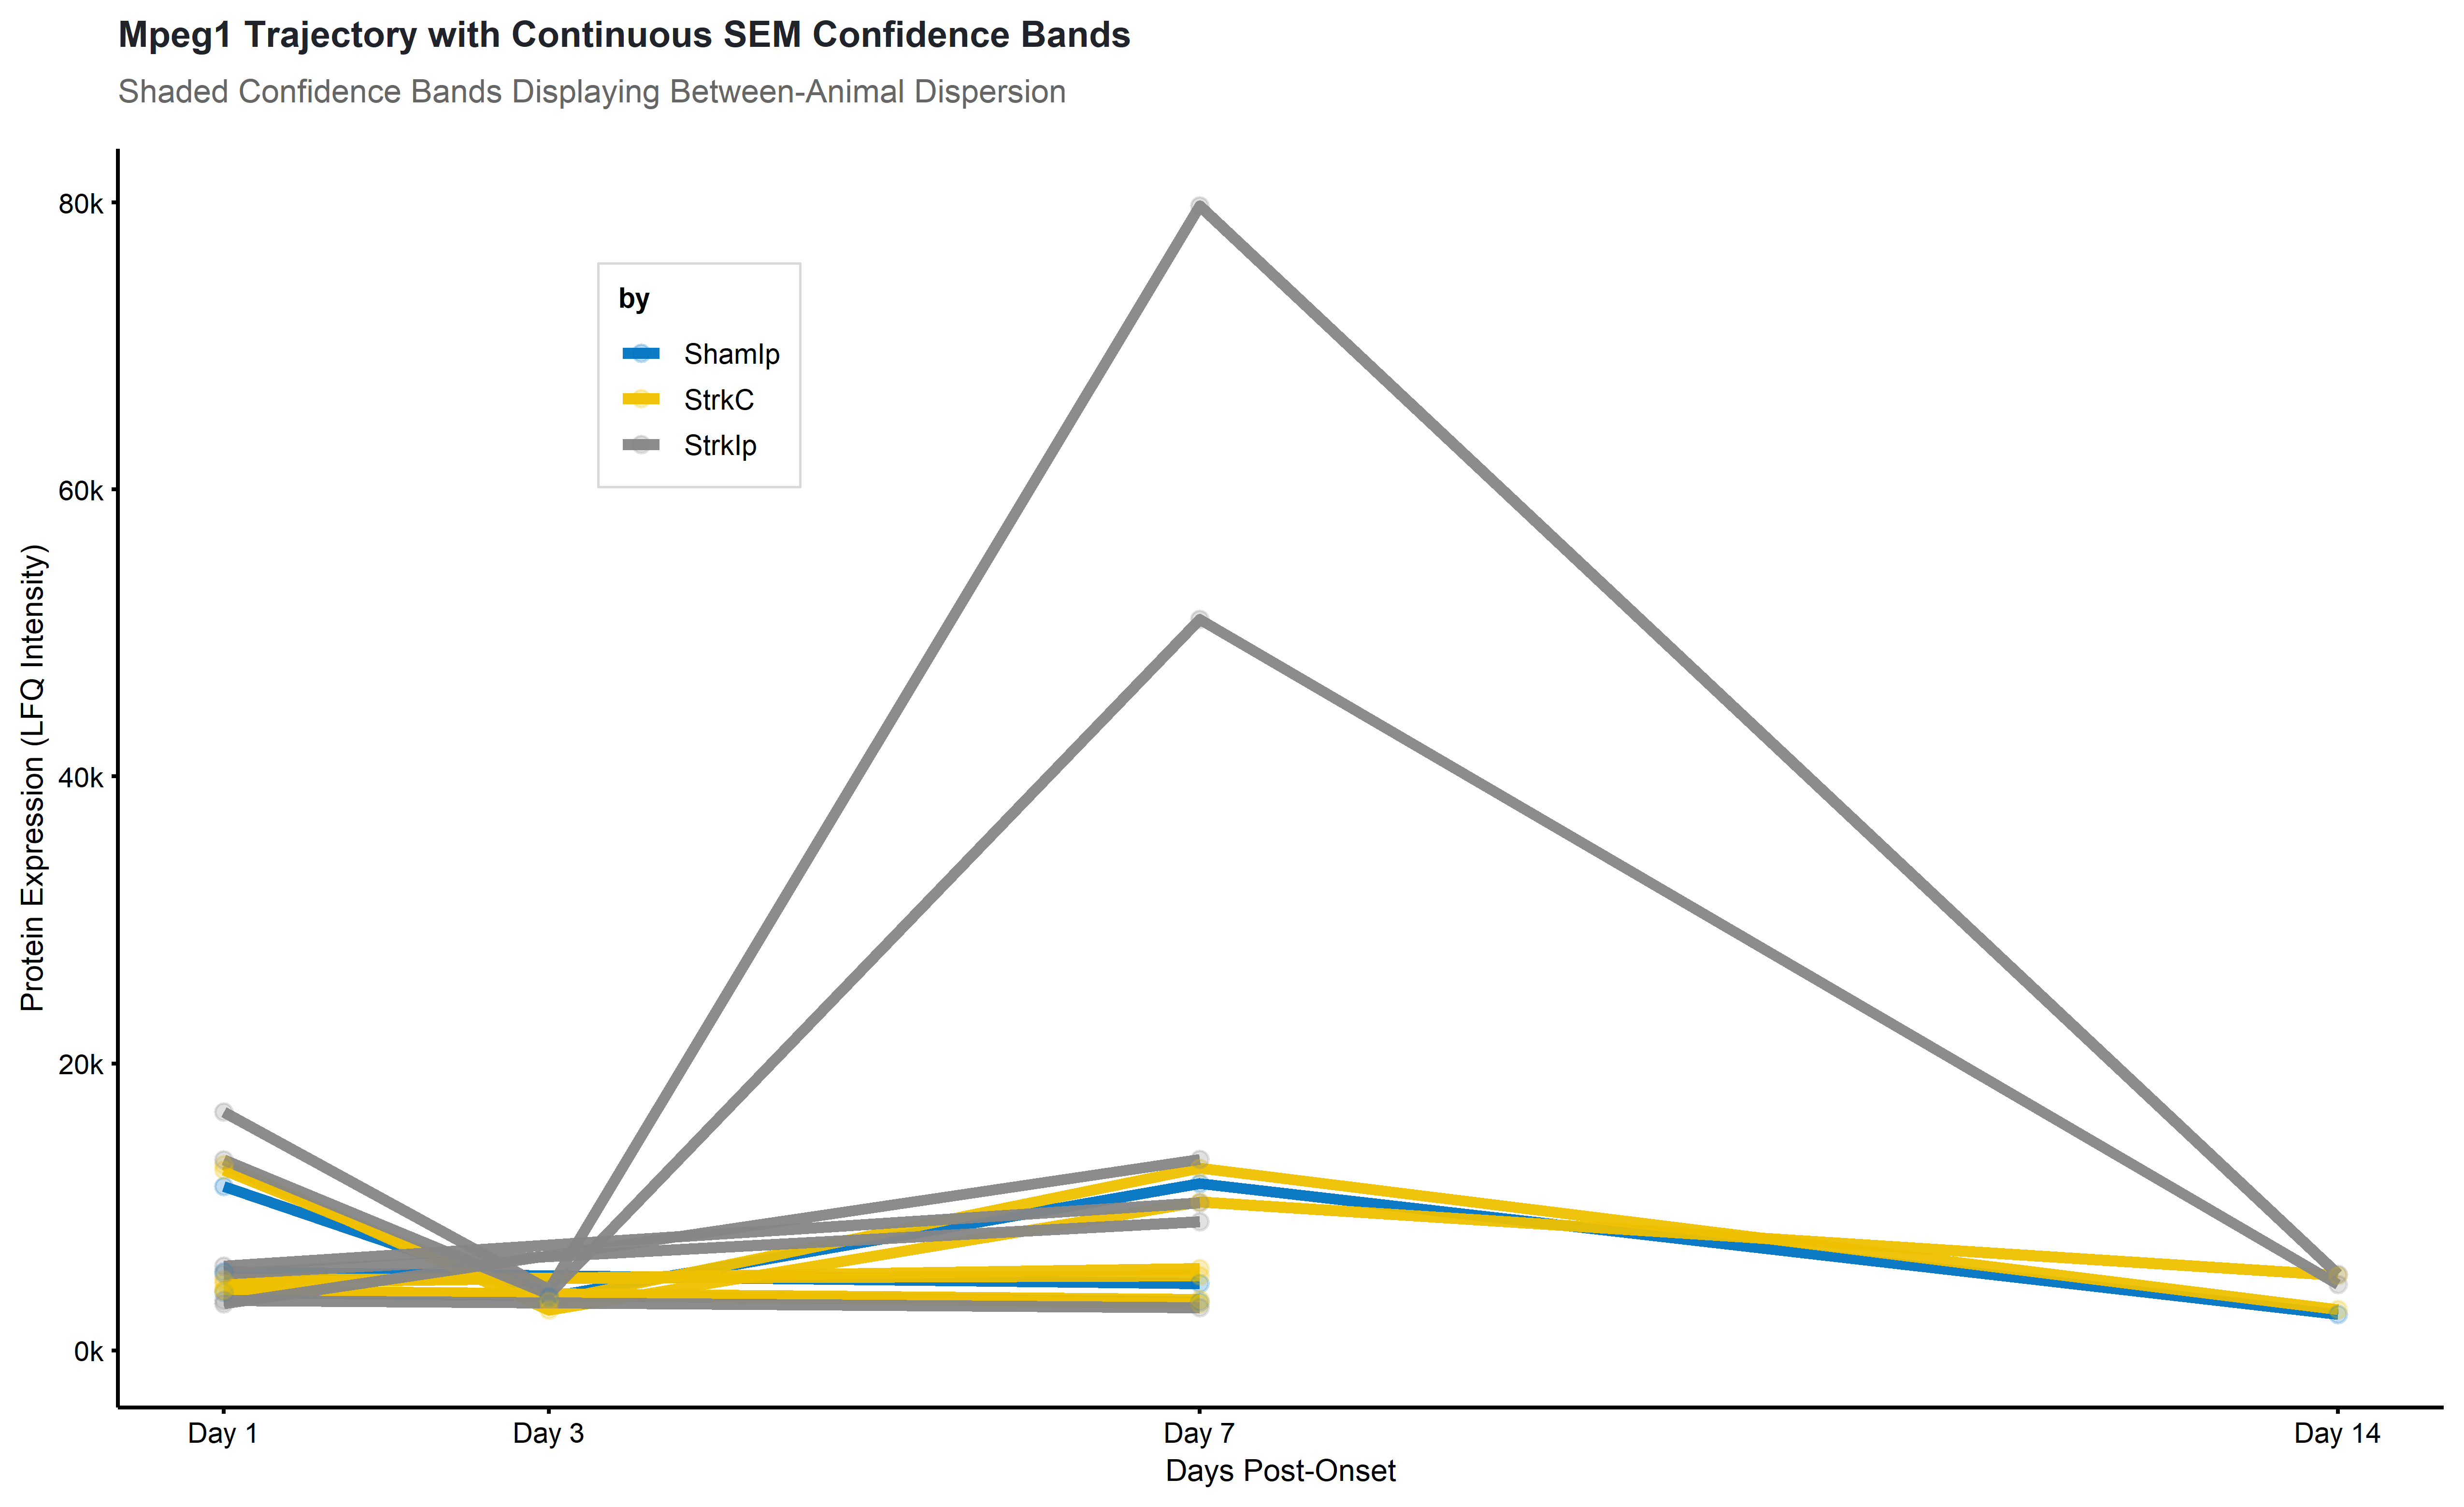 Mpeg1 Trajectory with Continuous SEM Confidence Bands
Shaded Confidence Bands Displaying Between-Animal Dispersion
Protein Expression (LFQ Intensity)
80k
60k
40k
20k
0k
by
ShamIp
StrkC
StrkIp
Day 1
Day 3
Day 7
Day 14
Days Post-Onset